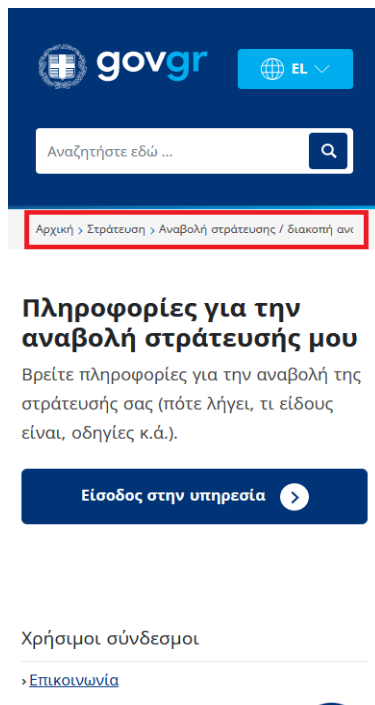 govgr
EL
Αναζητήστε εδώ ...
Αρχική › Στράτευση › Αναβολή στράτευσης / διακοπή
Πληροφορίες για την
αναβολή στράτευσής μου
Βρείτε πληροφορίες για την αναβολή της
στράτευσής σας (πότε λήγει, τι είδους
είναι, οδηγίες κ.ά.).
Είσοδος στην υπηρεσία
Χρήσιμοι σύνδεσμοι
› Επικοινωνία